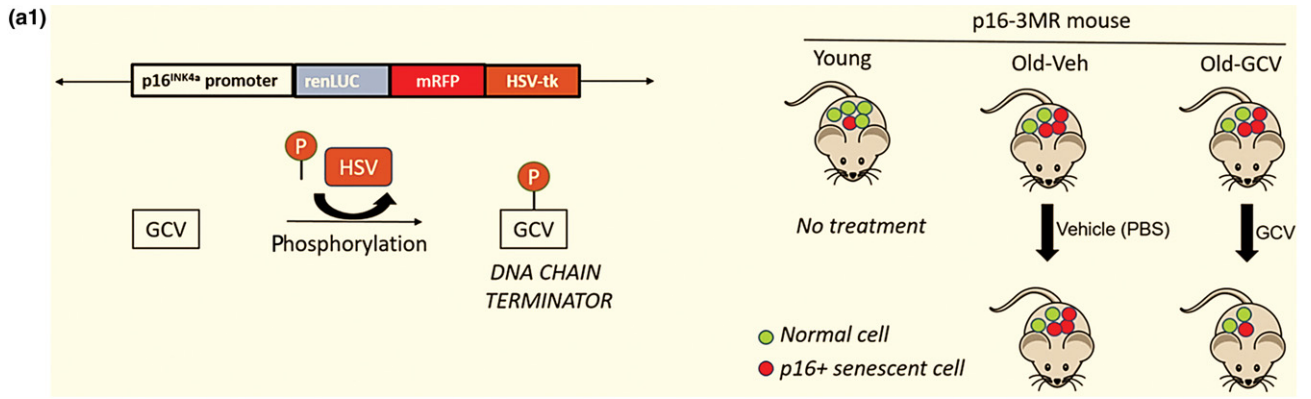 (a1)
p16INK4a promoter
renLUC
mRFP
HSV-tk
P
HSV
P
GCV
Phosphorylation
GCV
DNA CHAIN
TERMINATOR
p16-3MR mouse
Young
Old-Veh
Old-GCV
No treatment
Vehicle (PBS)
GCV
Normal cell
p16+ senescent cell